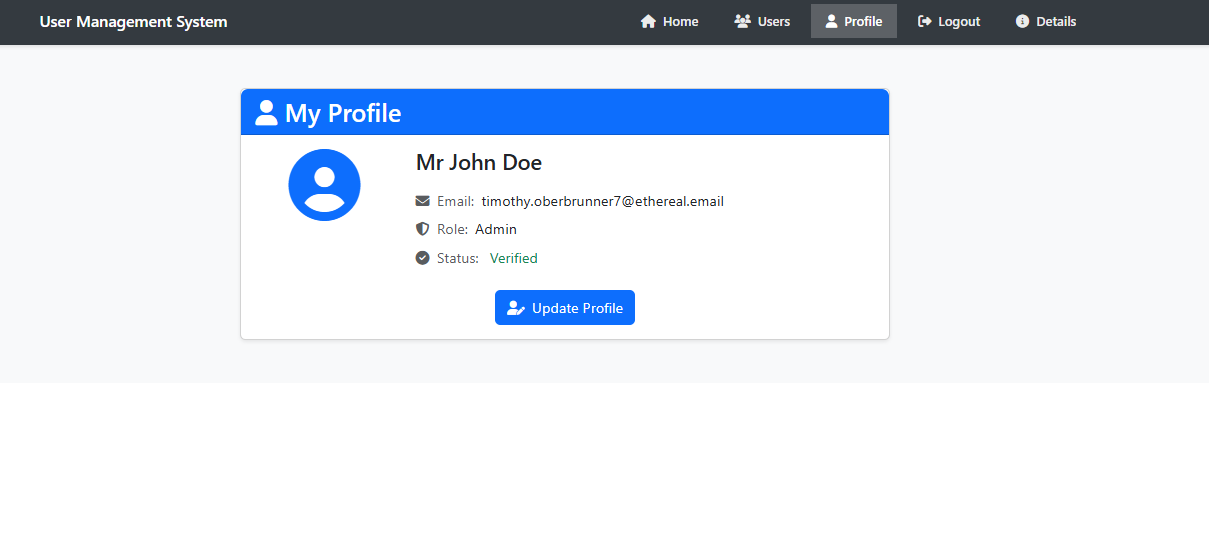 User Management System Home Users Profile Logout Details
My Profile
Mr John Doe
Email: timothy.oberbrunner7@ethereal.email
Role: Admin
Status: Verified
Update Profile